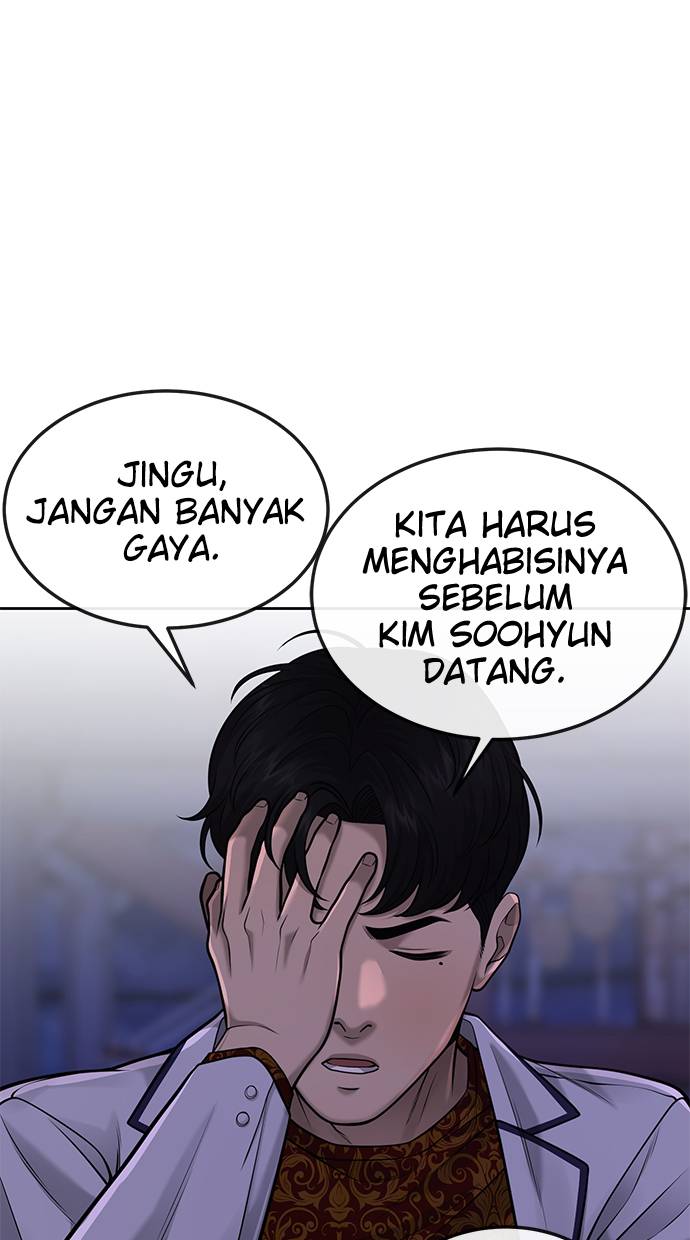 JINGU,
JANGAN BANYAK
GAYA.
KITA HARUS
MENGHABISINYA
SEBELUM
KIM SOOHYUN
DATANG.